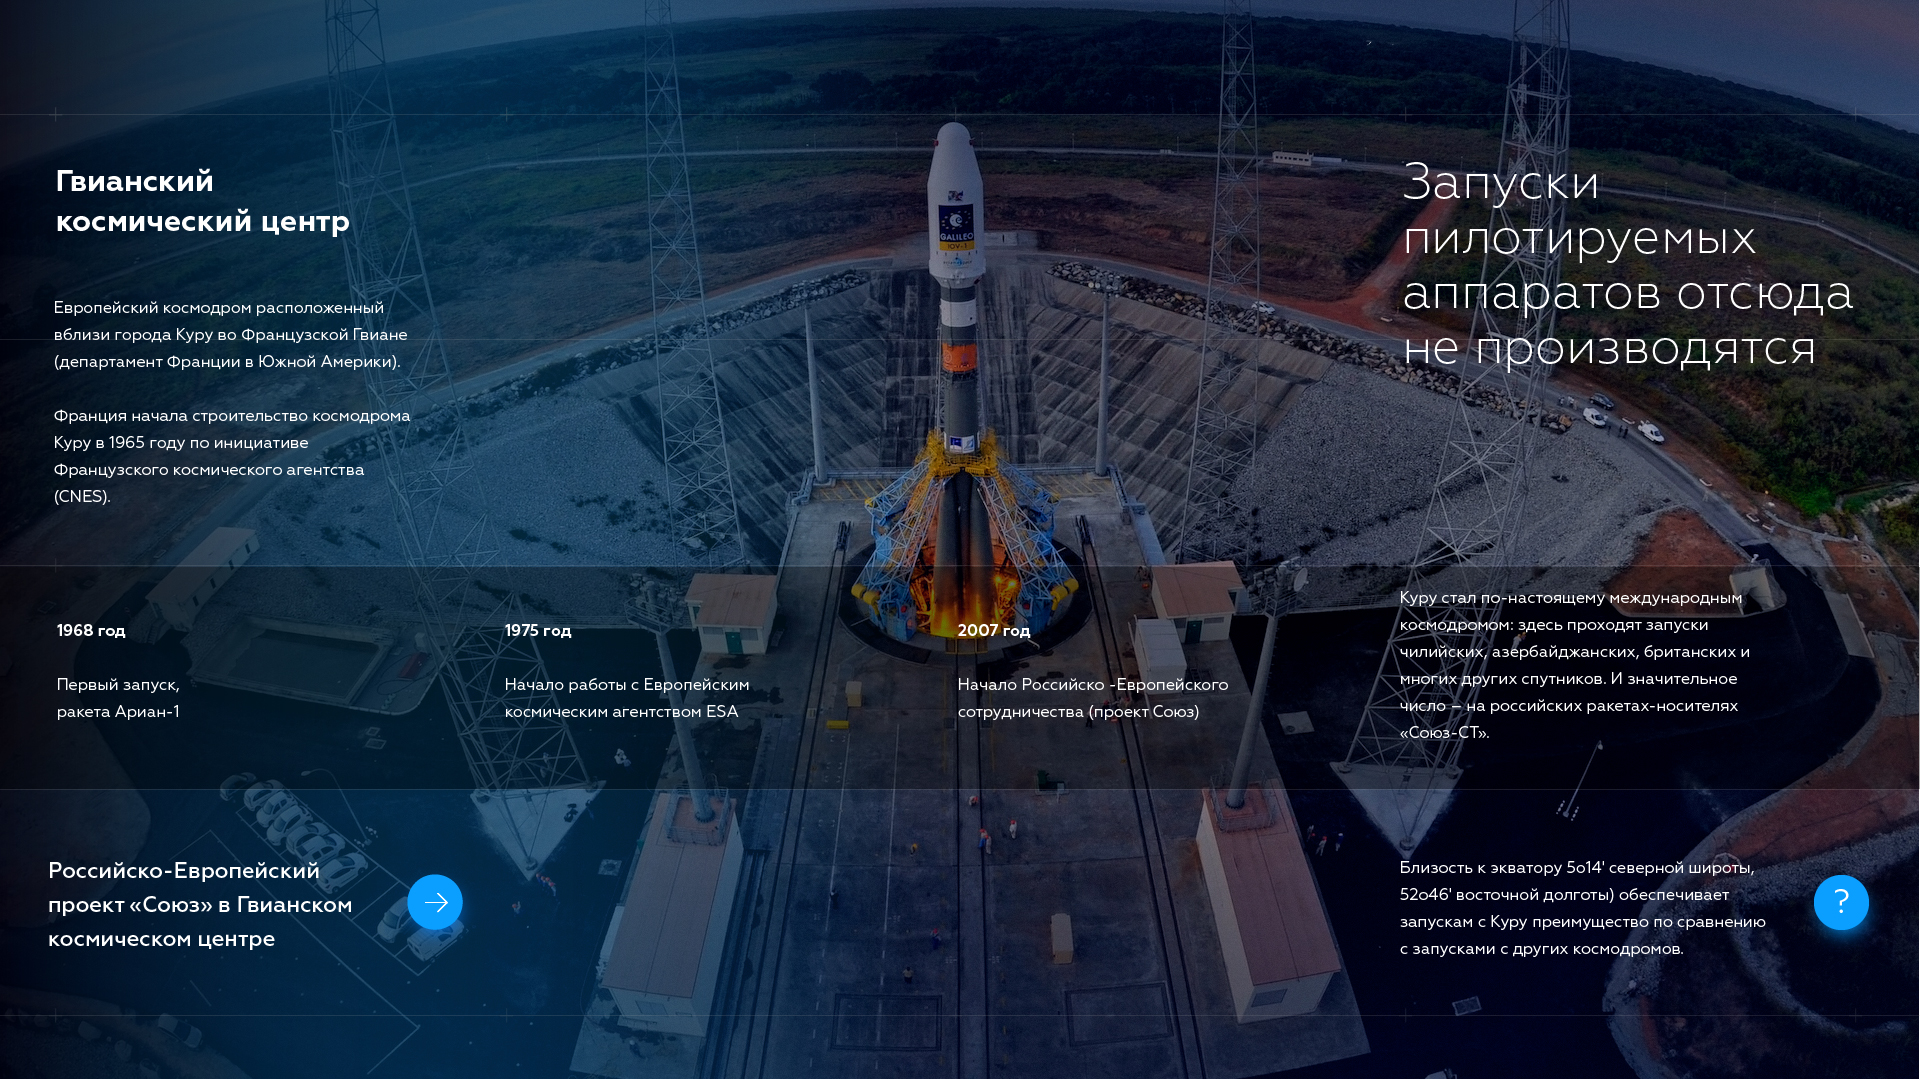 Гвианский
космический центр
Европейский космодром расположенный
вблизи города Куру во Французской Гвиане
(департамент Франции в Южной Америки).
Франция начала строительство космодрома
Куру в 1965 году по инициативе
Французского космического агентства
(CNES).
GALILEO
IOV-1
Запуски
пилотируемых
аппаратов отсюда
не производятся
1968 год
Первый запуск,
ракета Ариан-1
1975 год
Начало работы с Европейским
космическим агентством ESA
2007 год
Начало Российско -Европейского
сотрудничества (проект Союз)
Куру стал по-настоящему международным
космодромом: здесь проходят запуски
чилийских, азербайджанских, британских и
многих других спутников. И значительное
число – на российских ракетах-носителях
«Союз-СТ».
Российско-Европейский
проект «Союз» в Гвианском
космическом центре
Близость к экватору 5о14' северной широты,
52о46' восточной долготы) обеспечивает
запускам с Куру преимущество по сравнению
с запусками с других космодромов.
?